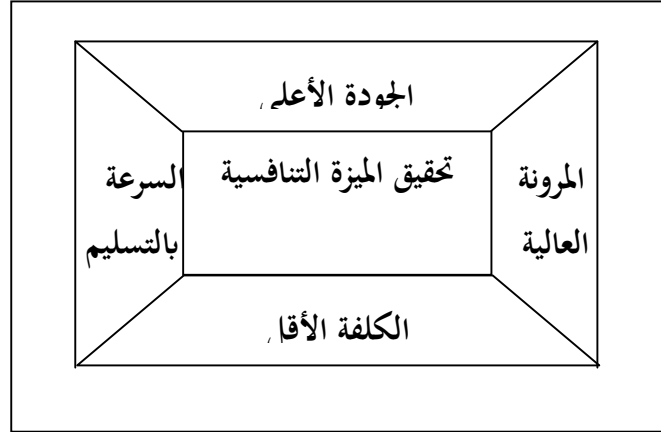 الجودة الأعلى
تحقيق الميزة التنافسية
المرونة
العالية
السرعة
بالتسليم
الكلفة الأقل